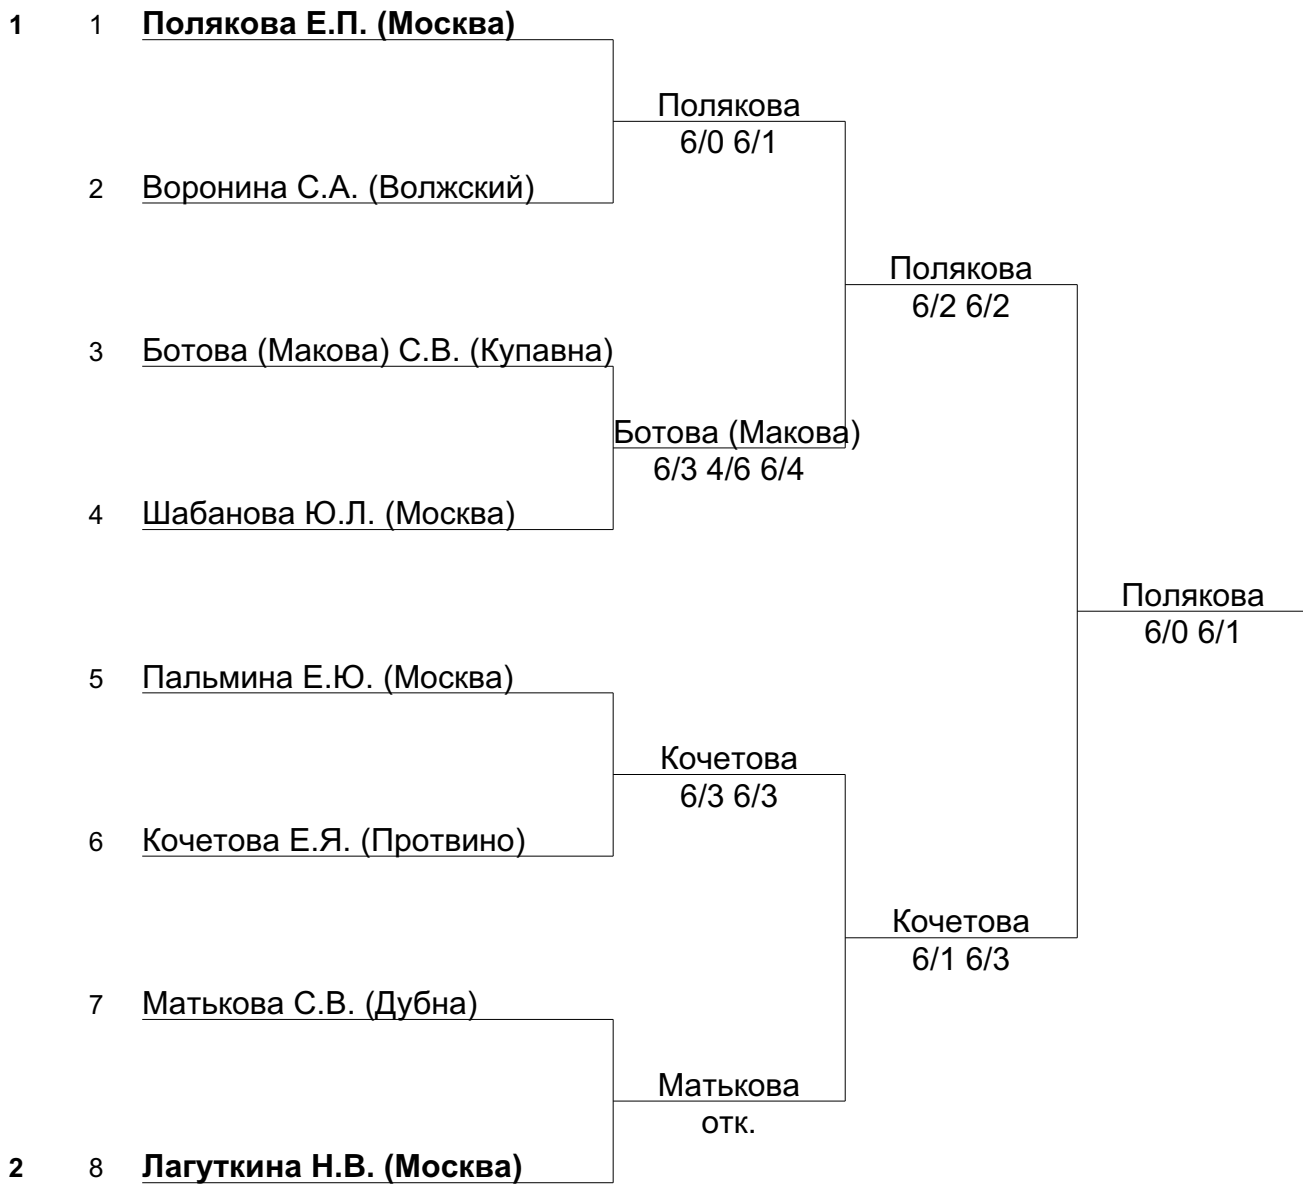 1 1 Полякова Е.П. (Москва)
Полякова
6/0 6/1
2 Воронина С.А. (Волжский)
Полякова
6/2 6/2
3 Ботова (Макова) С.В. (Купавна)
Ботова (Макова)
6/3 4/6 6/4
4 Шабанова Ю.Л. (Москва)
Полякова
6/0 6/1
5 Пальмина Е.Ю. (Москва)
Кочетова
6/3 6/3
6 Кочетова Е.Я. (Протвино)
Кочетова
6/1 6/3
7 Матькова С.В. (Дубна)
Матькова
отк.
2 8 Лагуткина Н.В. (Москва)